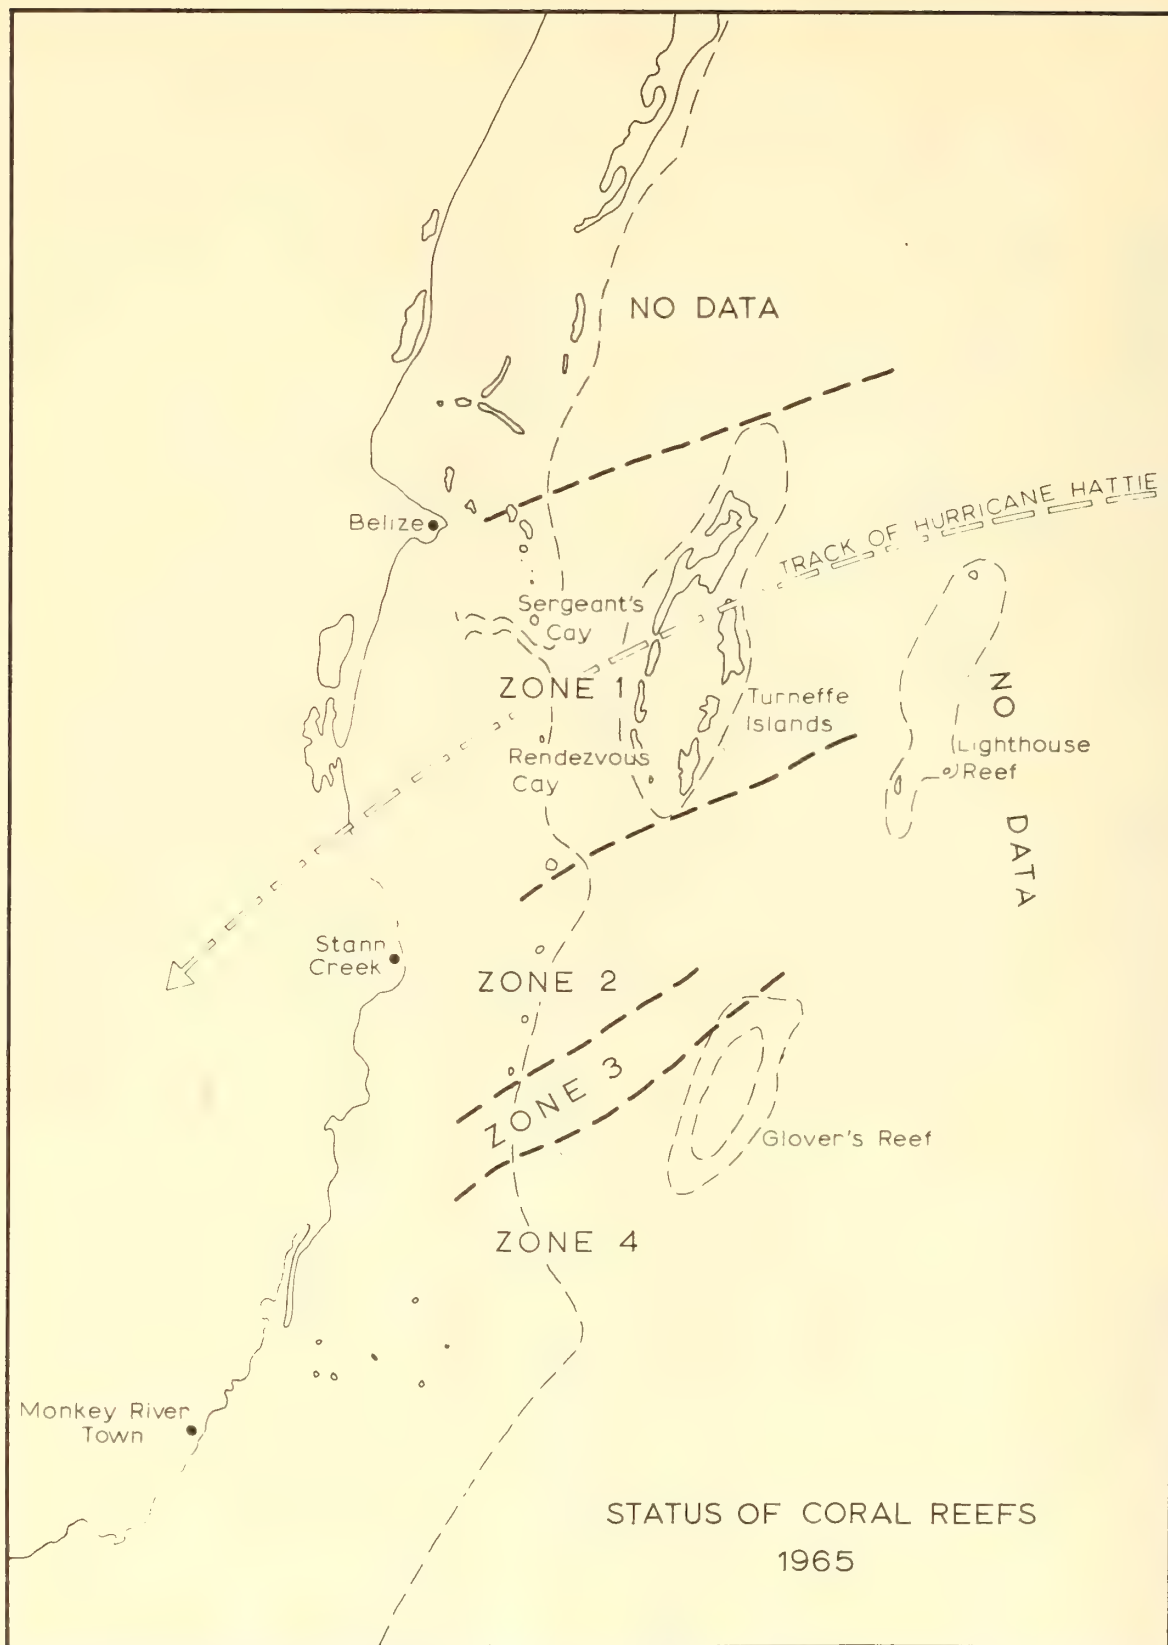 NO DATA
TRACK OF HURRICANE HATTIE
Belize
Sergeant's
Cay
ZONE 1
Turneffe
Islands
NO
DATA
(Lighthouse
Reef
Rendezvous
Cay
Stann
Creek
ZONE 2
ZONE 3
Glover's Reef
ZONE 4
Monkey River
Town
STATUS OF CORAL REEFS
1965